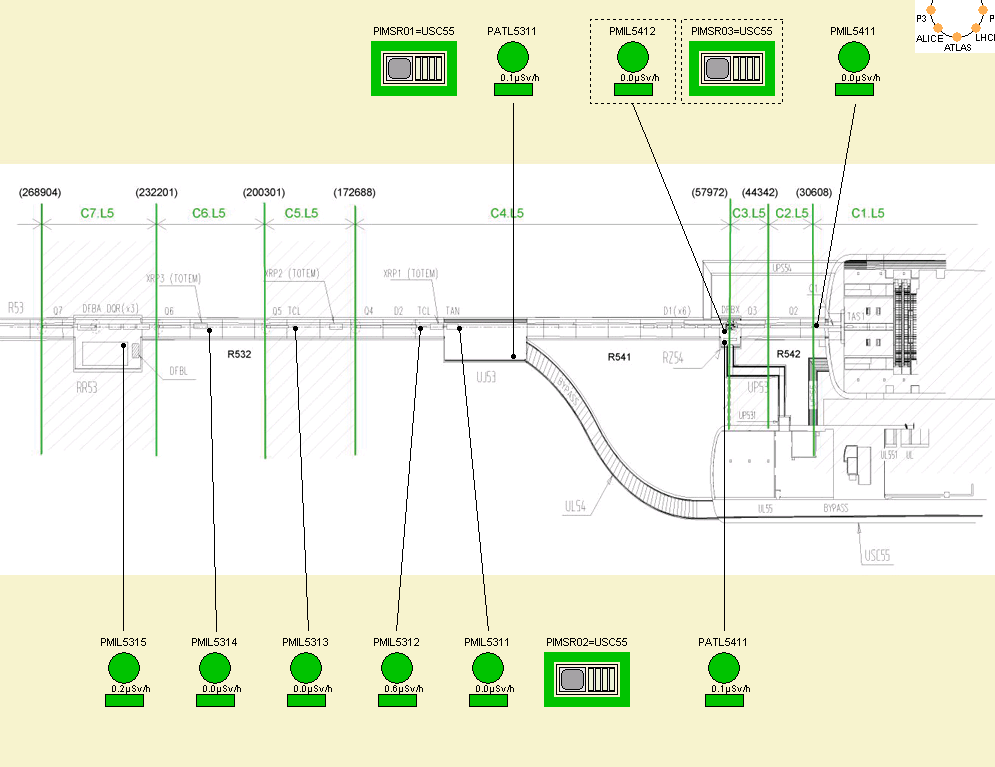 P3
P
ALICE
LHC
ATLAS
PIMSR01=USC55
PATL5311
PMIL5412
PIMSR03=USC55
PMIL5411
0.1µSv/h
0.0µSv/h
0.0µSv/h
(268904)
(232201)
(200301)
(172688)
(57972)
(44342)
(30608)
C7.L5
C6.L5
C5.L5
C4.L5
C3.L5
C2.L5
C1.L5
XRP3 (TOTEM)
XRP2 (TOTEM)
XRP1 (TOTEM)
UPS54
Q1
R53
Q7
DFBA DQR(x3)
Q6
Q5
TCL
Q4
D2
TCL
TAN
D1(x6)
DFBX
Q3
Q2
TAS1
R532
R541
RZ54
R542
RR53
DFBL
UJ53
BYPASS
UP53
UP531
UL54
UL55
BYPASS
UL551
UL
USC55
PMIL5315
PMIL5314
PMIL5313
PMIL5312
PMIL5311
PIMSR02=USC55
PATL5411
0.2µSv/h
0.0µSv/h
0.0µSv/h
0.6µSv/h
0.0µSv/h
0.1µSv/h